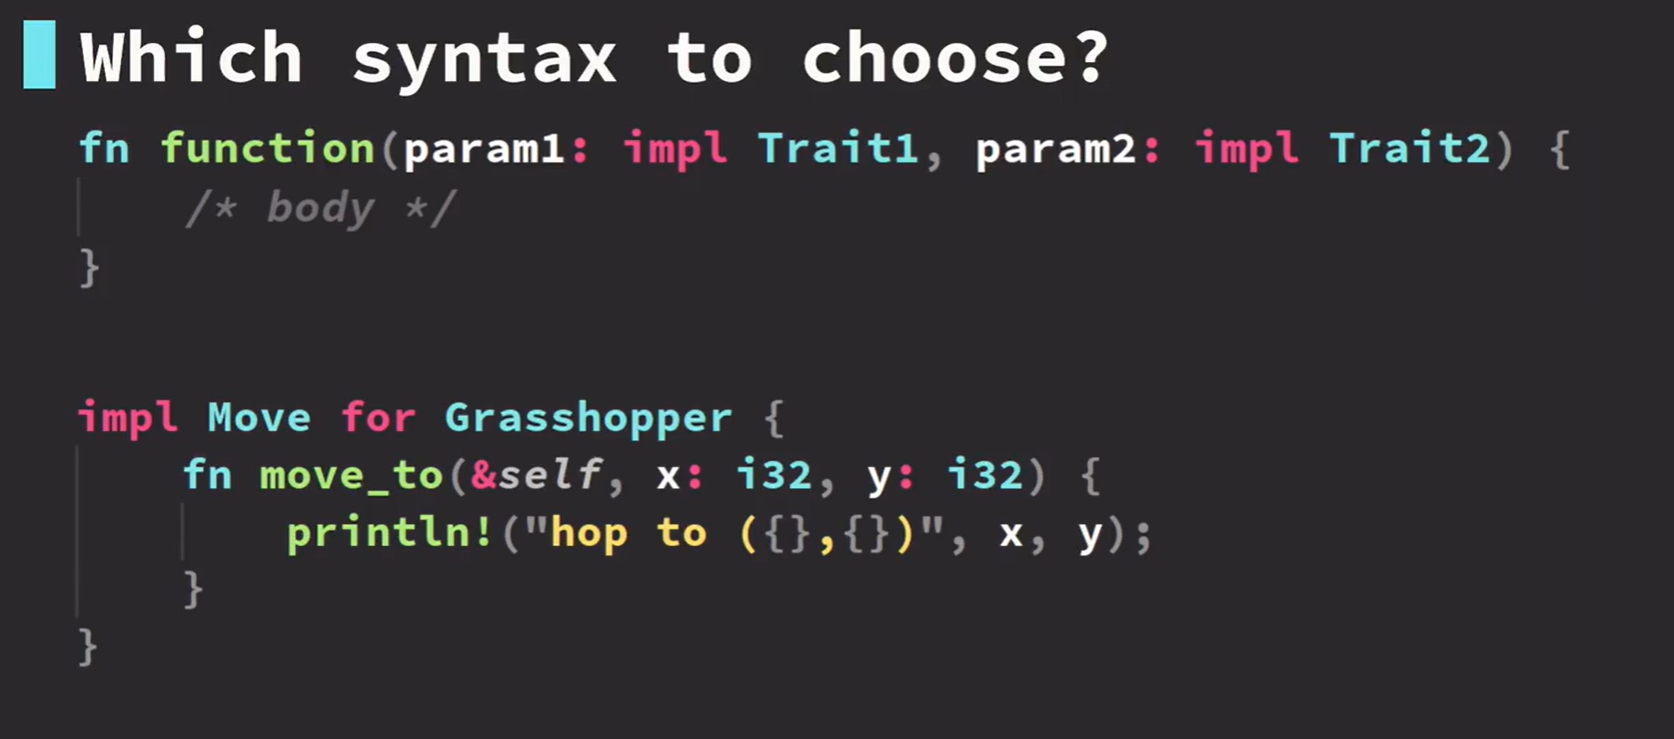 Which syntax to choose?
fn function(param1: impl Trait1, param2: impl Trait2) {
/* body */
}
impl Move for Grasshopper {
fn move_to(&self, x: i32, y: i32) {
println!("hop to ({},{})", x, y);
}
}